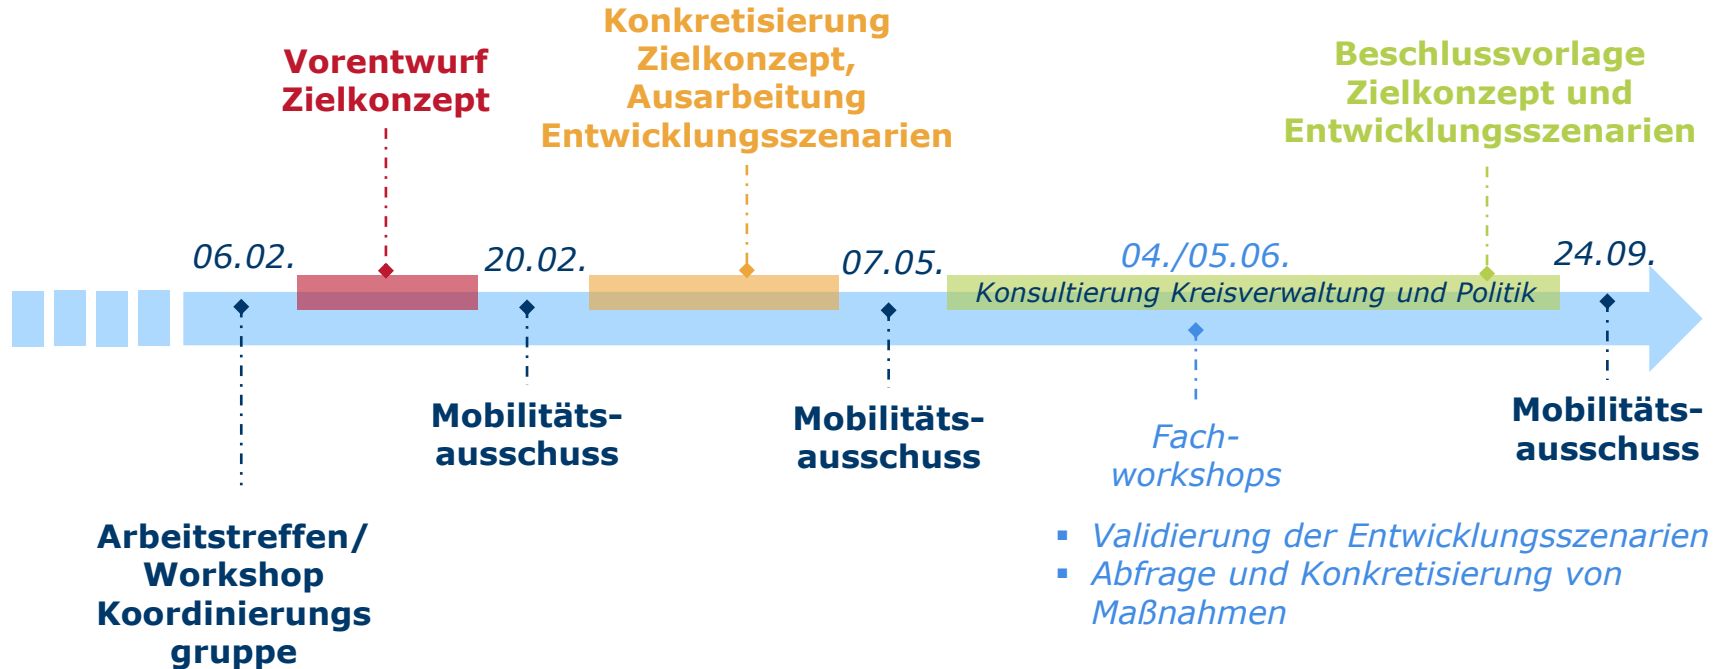 Vorentwurf
Zielkonzept
Konkretisierung
Zielkonzept,
Ausarbeitung
Entwicklungsszenarien
Beschlussvorlage
Zielkonzept und
Entwicklungsszenarien
06.02.
20.02.
07.05.
04./05.06.
24.09.
Konsultierung Kreisverwaltung und Politik
Arbeitstreffen/
Workshop
Koordinierungs
gruppe
Mobilitäts-
ausschuss
Mobilitäts-
ausschuss
Fach-
workshops
▪ Validierung der Entwicklungsszenarien
▪ Abfrage und Konkretisierung von
Maßnahmen
Mobilitäts-
ausschuss